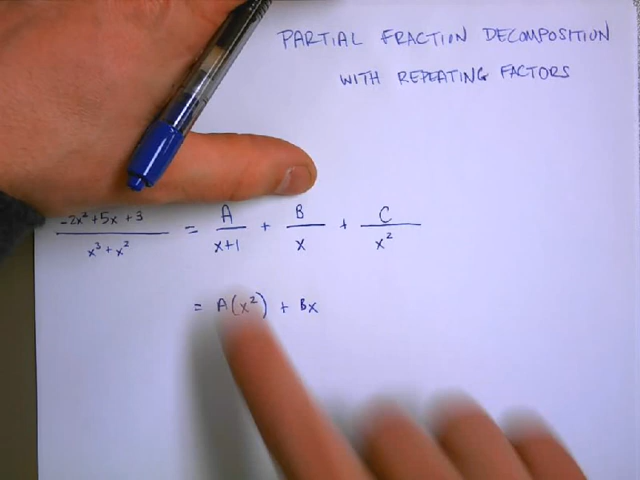 PARTIAL FRACTION DECOMPOSITION
WITH REPEATING FACTORS
-2x² + 5x + 3 / x³ + x² = A / x+1 + B / x + C / x²
= A(x²) + Bx